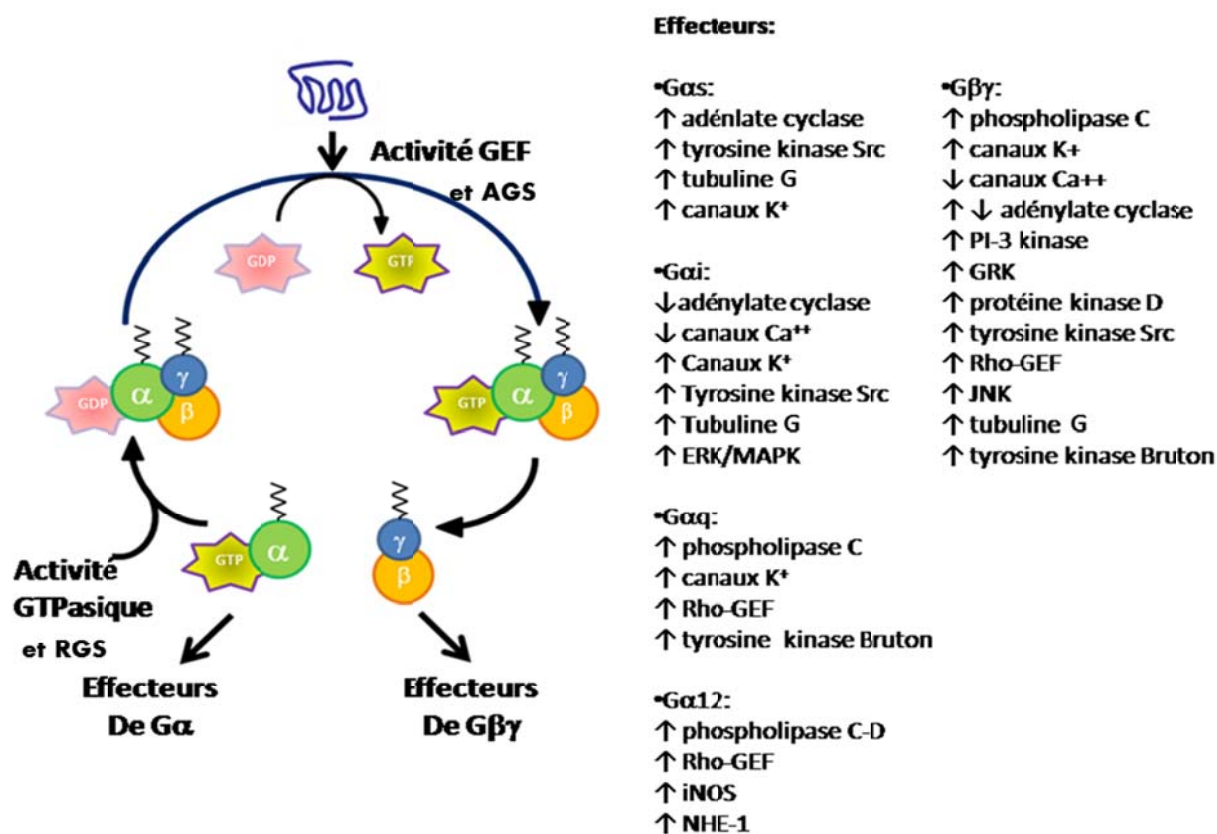 Activité GEF
et AGS
GDP
GTP
γ
α
GDP
β
γ
α
GTP
β
α
GTP
γ
β
Activité
GTPasique
et RGS
Effecteurs
De Gα
Effecteurs
De Gβγ
Effecteurs:
•Gαs:
↑ adénlate cyclase
↑ tyrosine kinase Src
↑ tubuline G
↑ canaux K⁺
•Gαi:
↓adénylate cyclase
↓ canaux Ca⁺⁺
↑ Canaux K⁺
↑ Tyrosine kinase Src
↑ Tubuline G
↑ ERK/MAPK
•Gαq:
↑ phospholipase C
↑ canaux K⁺
↑ Rho-GEF
↑ tyrosine kinase Bruton
•Gα12:
↑ phospholipase C-D
↑ Rho-GEF
↑ iNOS
↑ NHE-1
•Gβγ:
↑ phospholipase C
↑ canaux K+
↓ canaux Ca++
↑ ↓ adénylate cyclase
↑ PI-3 kinase
↑ GRK
↑ protéine kinase D
↑ tyrosine kinase Src
↑ Rho-GEF
↑ JNK
↑ tubuline G
↑ tyrosine kinase Bruton